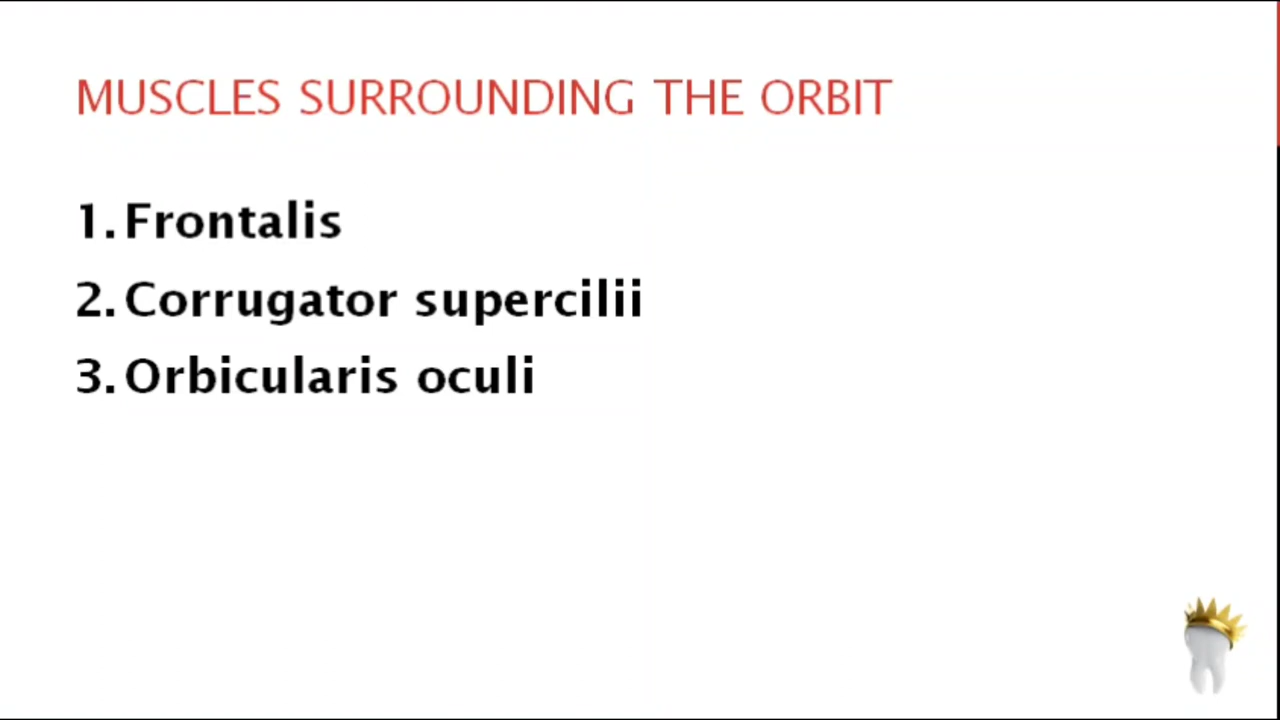 MUSCLES SURROUNDING THE ORBIT
1. Frontalis
2. Corrugator supercilii
3. Orbicularis oculi